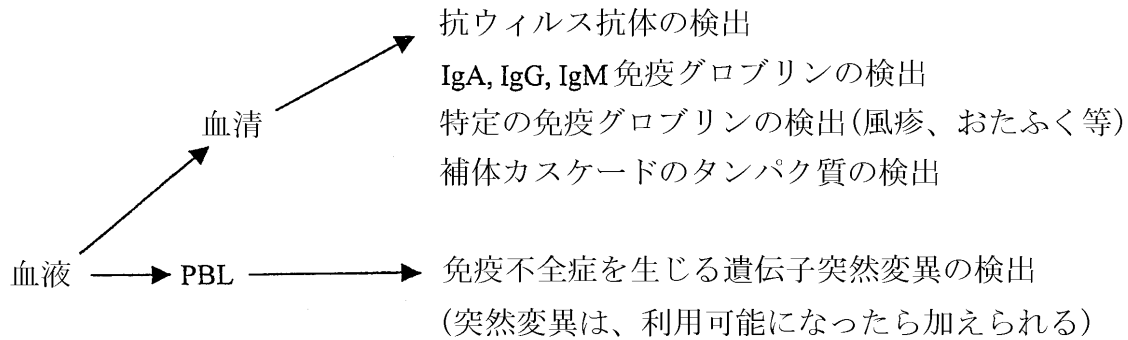 抗ウィルス抗体の検出
IgA, IgG, IgM免疫グロブリンの検出
血清
特定の免疫グロブリンの検出(風疹、おたふく等)
補体カスケードのタンパク質の検出
血液
PBL
免疫不全症を生じる遺伝子突然変異の検出
(突然変異は、利用可能になったら加えられる)